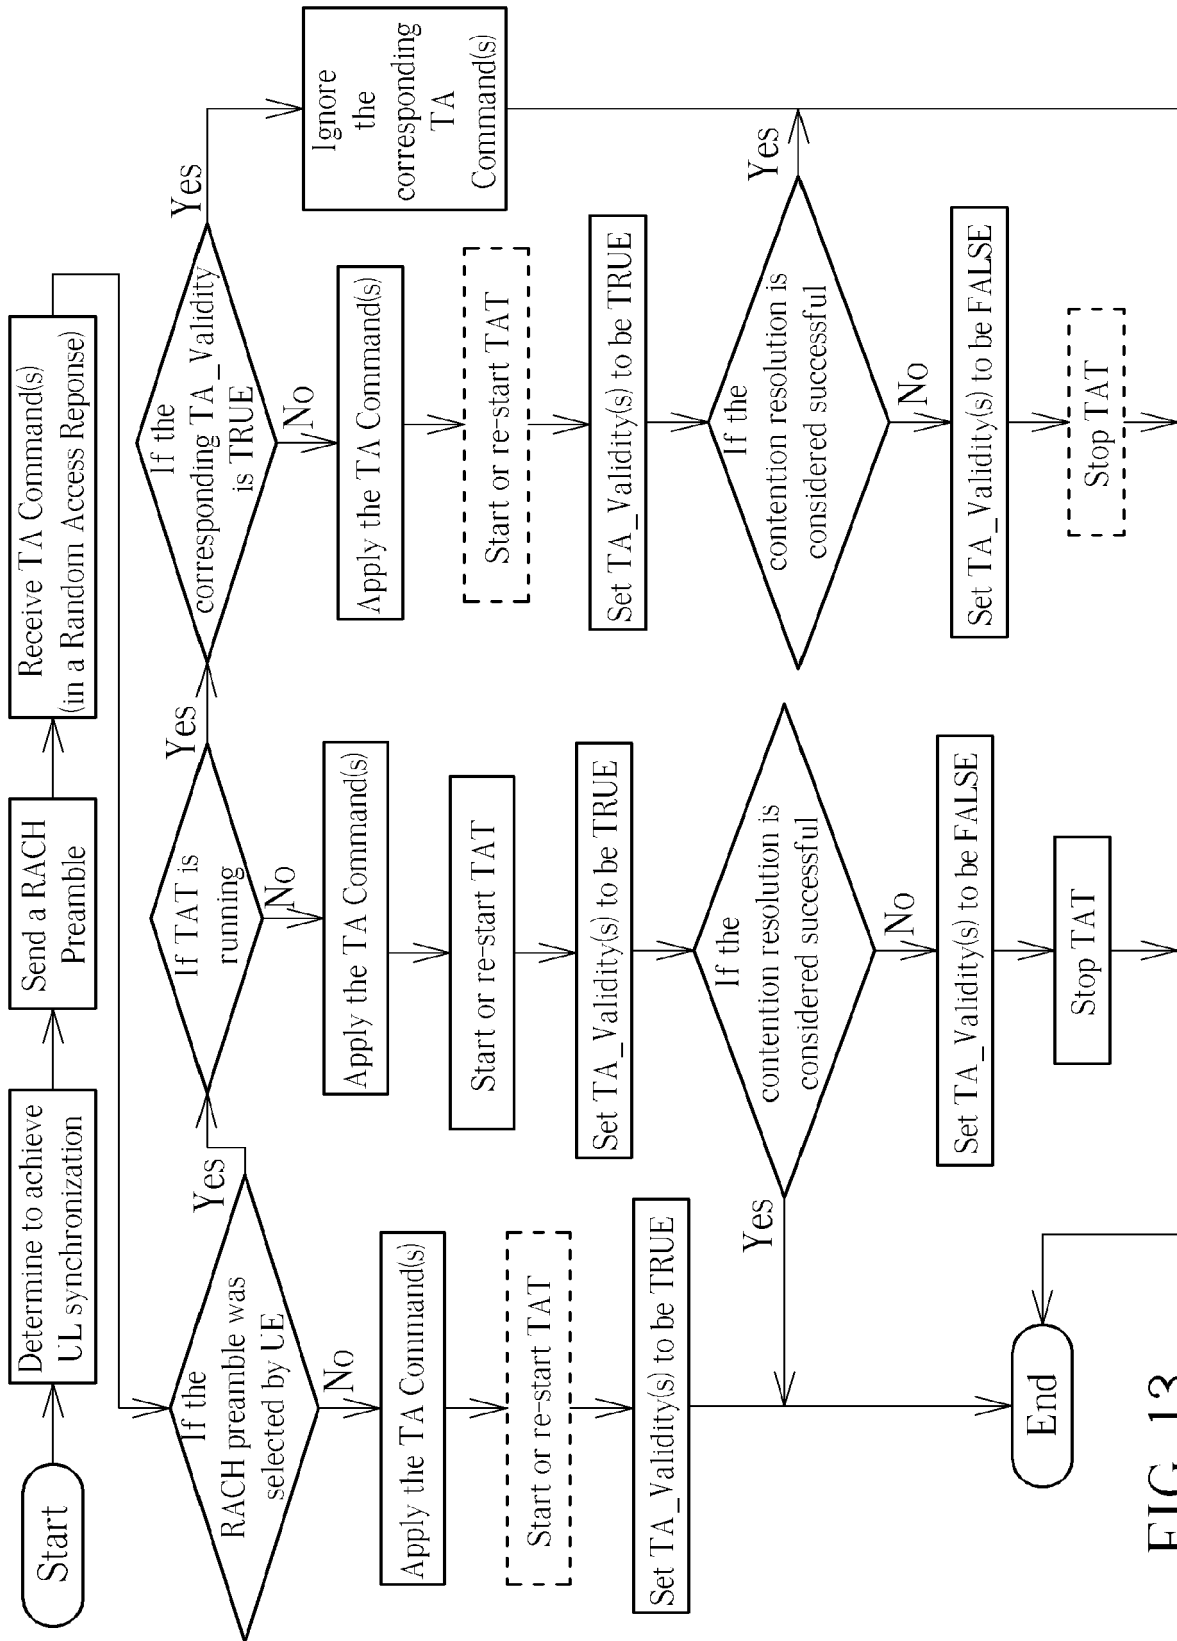 Start
Determine to achieve
UL synchronization
Send a RACH
Preamble
Receive TA Command(s)
(in a Random Access Reponse)
If the
RACH preamble was
selected by UE
Yes
No
Apply the TA Command(s)
Start or re-start TAT
Set TA_Validity(s) to be TRUE
If TAT is
running
Yes
No
Apply the TA Command(s)
Start or re-start TAT
Set TA_Validity(s) to be TRUE
If the
contention resolution is
considered successful
Yes
No
Set TA_Validity(s) to be FALSE
Stop TAT
If the
corresponding TA_Validity
is TRUE
Yes
No
Ignore
the
corresponding
TA
Command(s)
Apply the TA Command(s)
Start or re-start TAT
Set TA_Validity(s) to be TRUE
If the
contention resolution is
considered successful
Yes
No
Set TA_Validity(s) to be FALSE
Stop TAT
End
FIG. 13